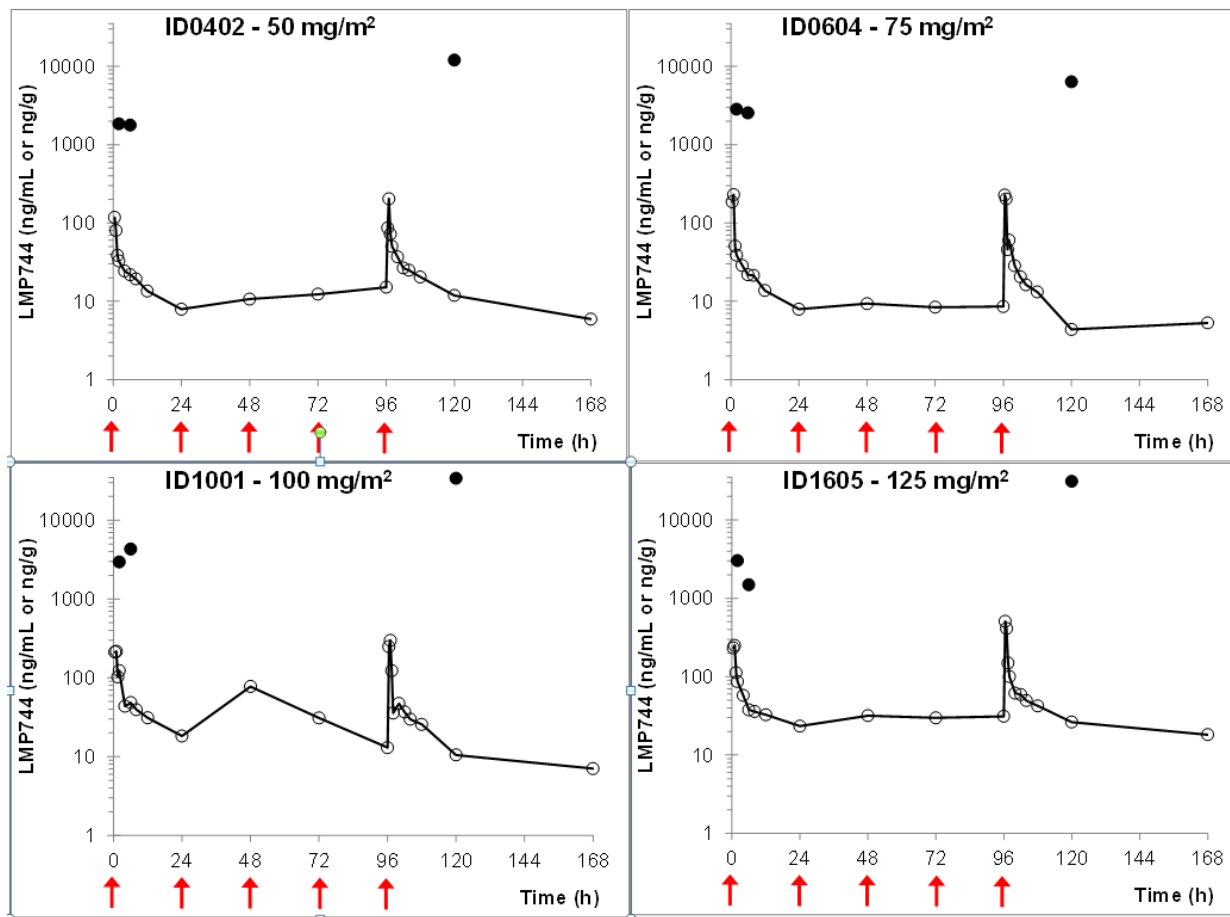 ID0402 - 50 mg/m²
LMP744 (ng/mL or ng/g)
10000
1000
100
10
1
0 24 48 72 96 120 144 168
Time (h)
ID0604 - 75 mg/m²
LMP744 (ng/mL or ng/g)
10000
1000
100
10
1
0 24 48 72 96 120 144 168
Time (h)
ID1001 - 100 mg/m²
LMP744 (ng/mL or ng/g)
10000
1000
100
10
1
0 24 48 72 96 120 144 168
Time (h)
ID1605 - 125 mg/m²
LMP744 (ng/mL or ng/g)
10000
1000
100
10
1
0 24 48 72 96 120 144 168
Time (h)